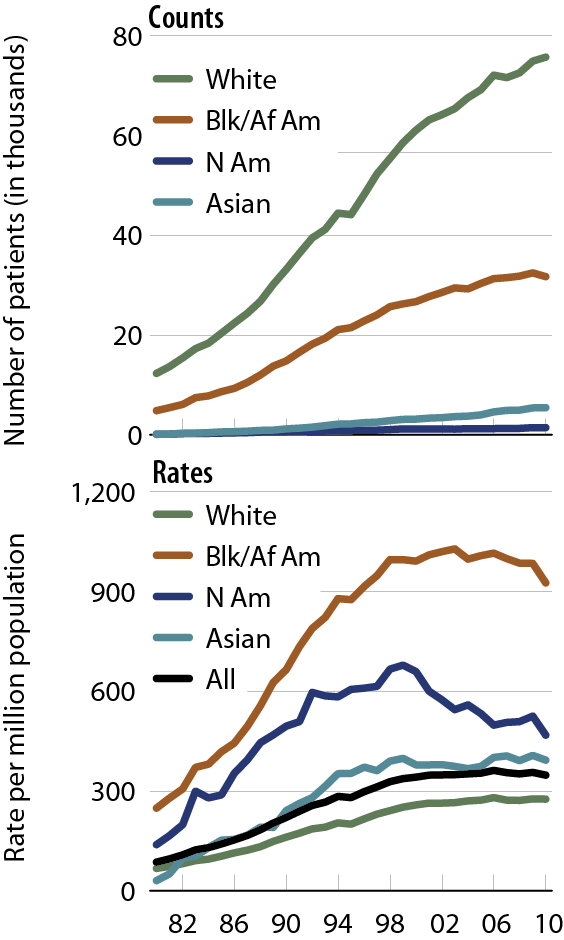 Counts
Number of patients (in thousands)
80
60
40
20
0
White
Blk/Af Am
N Am
Asian
Rates
Rate per million population
1,200
900
600
300
0
White
Blk/Af Am
N Am
Asian
All
82 86 90 94 98 02 06 10